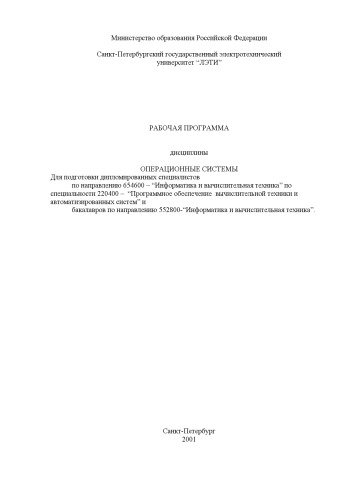 Министерство образования Российской Федерации
Санкт-Петербургский государственный электротехнический
университет “ЛЭТИ”
РАБОЧАЯ ПРОГРАММА
дисциплины
ОПЕРАЦИОННЫЕ СИСТЕМЫ
Для подготовки дипломированных специалистов
по направлению 654600 – “Информатика и вычислительная техника” по
специальности 220400 – “Программное обеспечение вычислительной техники и
автоматизированных систем” и
бакалавров по направлению 552800-“Информатика и вычислительная техника”.
Санкт-Петербург
2001